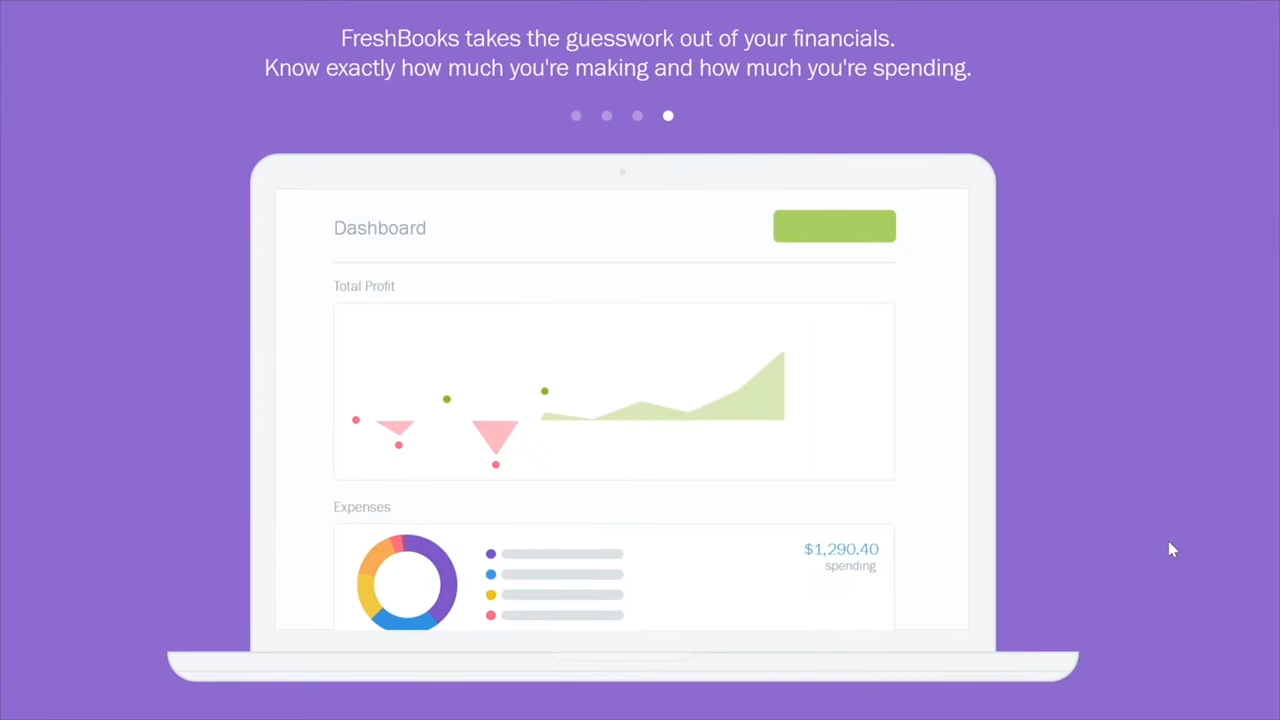 FreshBooks takes the guesswork out of your financials.
Know exactly how much you're making and how much you're spending.
Dashboard
Total Profit
Expenses
$1,290.40
spending